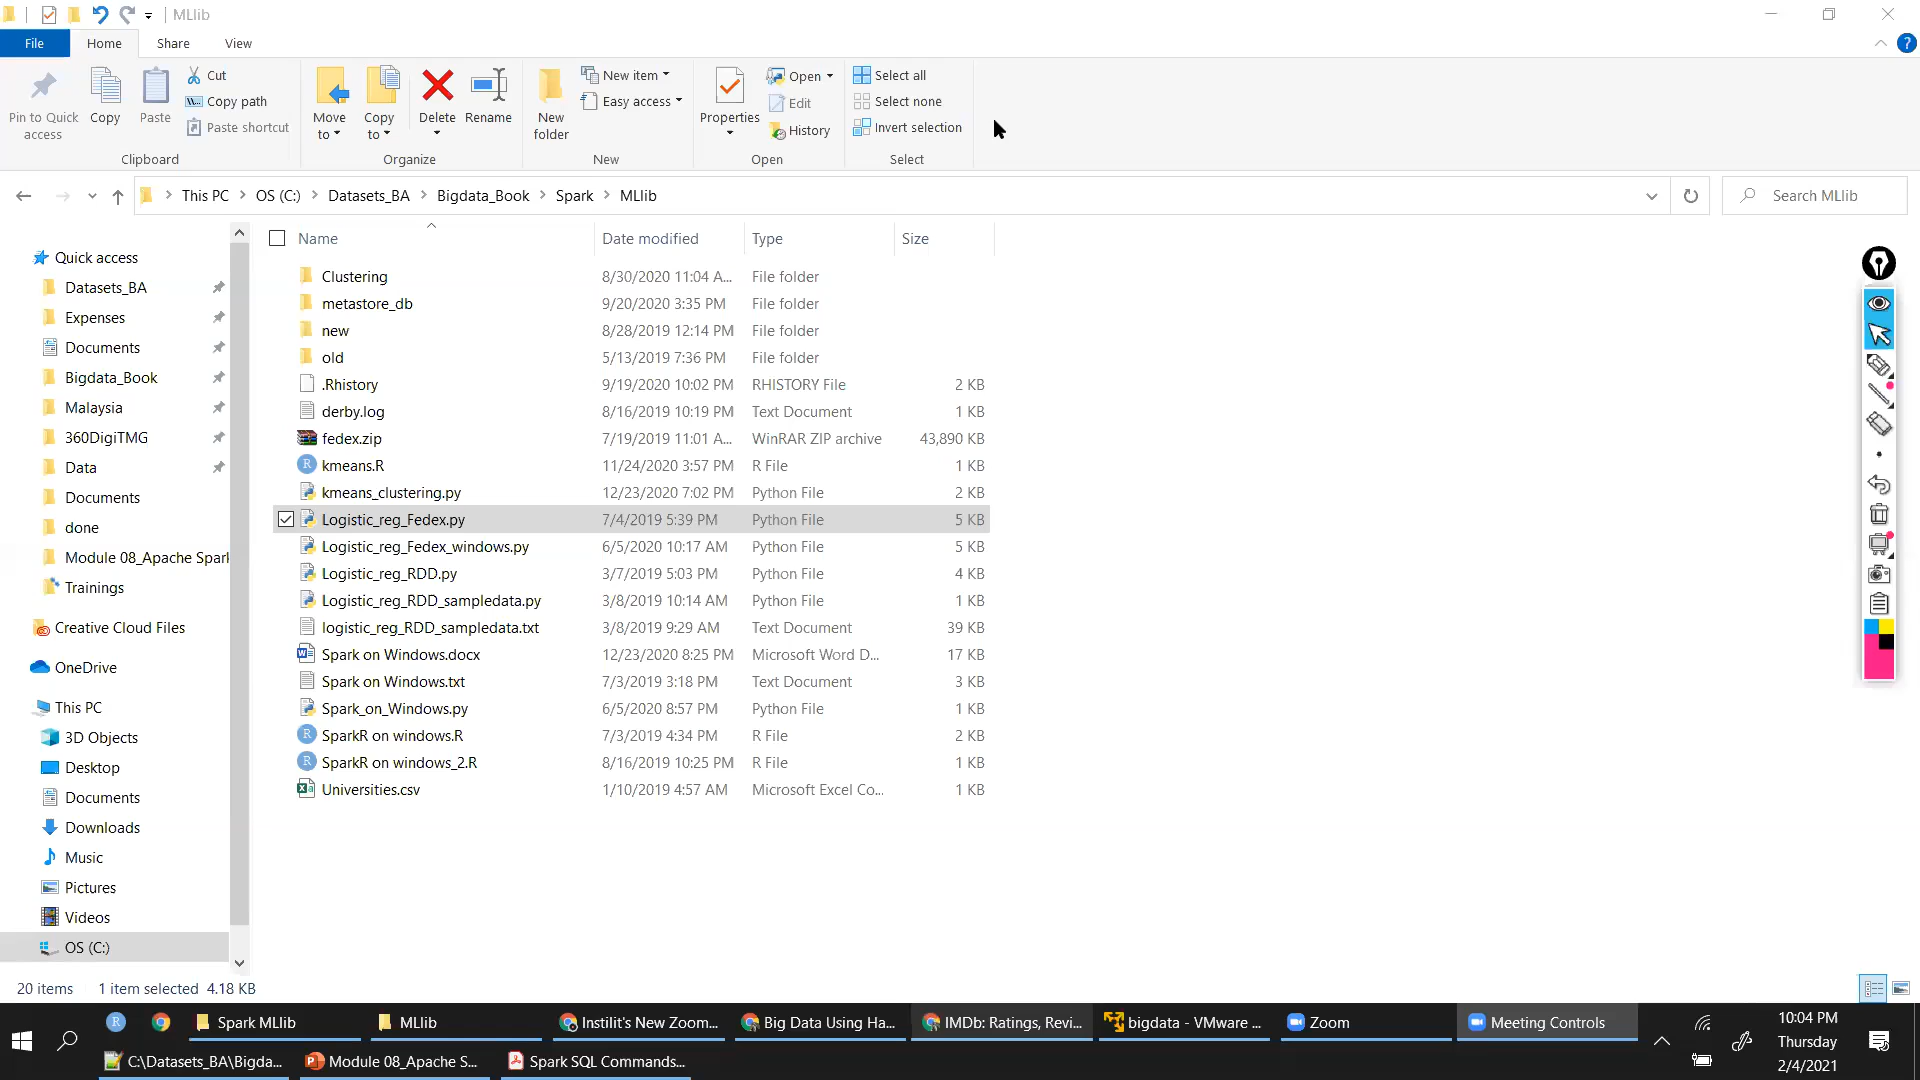 MLlib
File Home Share View
Pin to Quick access
Copy
Paste
Cut
Copy path
Paste shortcut
Clipboard
Move to
Copy to
Delete
Rename
Organize
New folder
New item
Easy access
New
Properties
Open
Edit
History
Open
Select all
Select none
Invert selection
Select
This PC OS (C:) Datasets_BA Bigdata_Book Spark MLlib
Search MLlib
Name Date modified Type Size
Quick access
Datasets_BA
Expenses
Documents
Bigdata_Book
Malaysia
360DigiTMG
Data
Documents
done
Module 08_Apache Spark
Trainings
Creative Cloud Files
OneDrive
This PC
3D Objects
Desktop
Documents
Downloads
Music
Pictures
Videos
OS (C:)
Clustering 8/30/2020 11:04 A... File folder
metastore_db 9/20/2020 3:35 PM File folder
new 8/28/2019 12:14 PM File folder
old 5/13/2019 7:36 PM File folder
.Rhistory 9/19/2020 10:02 PM RHISTORY File 2 KB
derby.log 8/16/2019 10:19 PM Text Document 1 KB
fedex.zip 7/19/2019 11:01 A... WinRAR ZIP archive 43,890 KB
kmeans.R 11/24/2020 3:57 PM R File 1 KB
kmeans_clustering.py 12/23/2020 7:02 PM Python File 2 KB
Logistic_reg_Fedex.py 7/4/2019 5:39 PM Python File 5 KB
Logistic_reg_Fedex_windows.py 6/5/2020 10:17 AM Python File 5 KB
Logistic_reg_RDD.py 3/7/2019 5:03 PM Python File 4 KB
Logistic_reg_RDD_sampledata.py 3/8/2019 10:14 AM Python File 1 KB
logistic_reg_RDD_sampledata.txt 3/8/2019 9:29 AM Text Document 39 KB
Spark on Windows.docx 12/23/2020 8:25 PM Microsoft Word D... 17 KB
Spark on Windows.txt 7/3/2019 3:18 PM Text Document 3 KB
Spark_on_Windows.py 6/5/2020 8:57 PM Python File 1 KB
SparkR on windows.R 7/3/2019 4:34 PM R File 2 KB
SparkR on windows_2.R 8/16/2019 10:25 PM R File 1 KB
Universities.csv 1/10/2019 4:57 AM Microsoft Excel Co... 1 KB
20 items 1 item selected 4.18 KB
Spark MLlib
MLlib
Instilit's New Zoom...
Big Data Using Ha...
IMDb: Ratings, Revi...
bigdata - VMware ...
Zoom
Meeting Controls
C:\Datasets_BA\Bigda...
Module 08_Apache S...
Spark SQL Commands...
10:04 PM
Thursday
2/4/2021